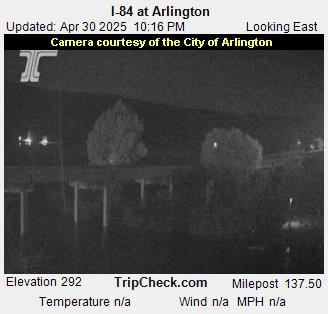 I-84 at Arlington
Updated: Apr 30 2025 10:16 PM Looking East
Camera courtesy of the City of Arlington
Elevation 292 TripCheck.com Milepost 137.50
Temperature n/a Wind n/a MPH n/a